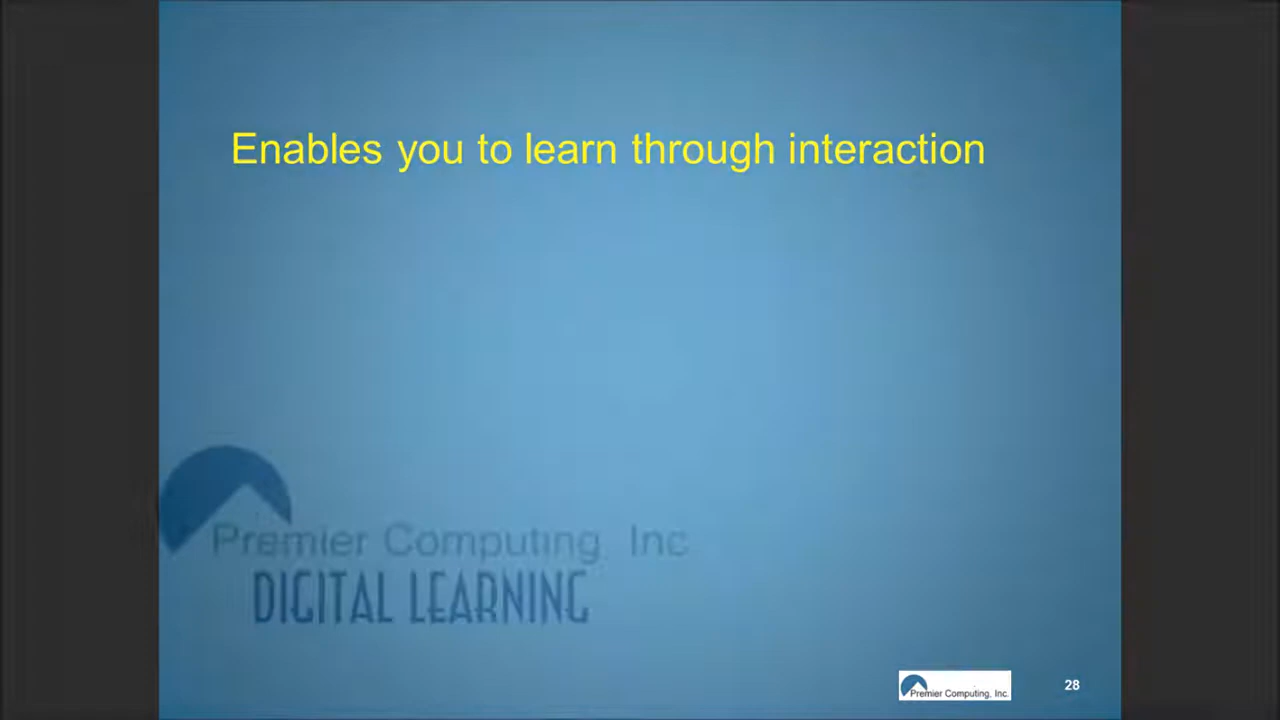 Enables you to learn through interaction
Premier Computing, Inc
DIGITAL LEARNING
Premier Computing, Inc.
28